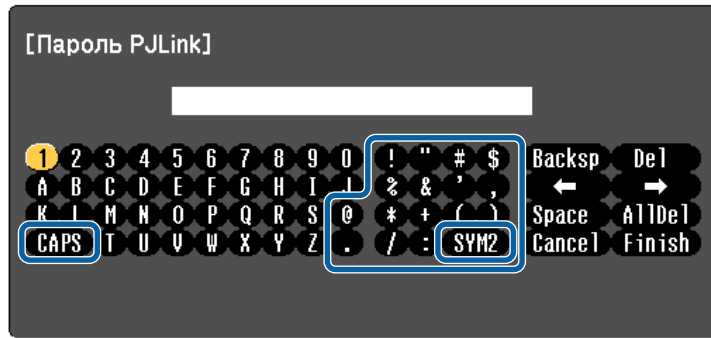 [Пароль PJLink]
1 2 3 4 5 6 7 8 9 0 ! " # $ Backsp Del
A B C D E F G H I J % & ' , ← →
K L M N O P Q R S @ * + ( ) Space AllDel
CAPS T U V W X Y Z . / : SYM2 Cancel Finish